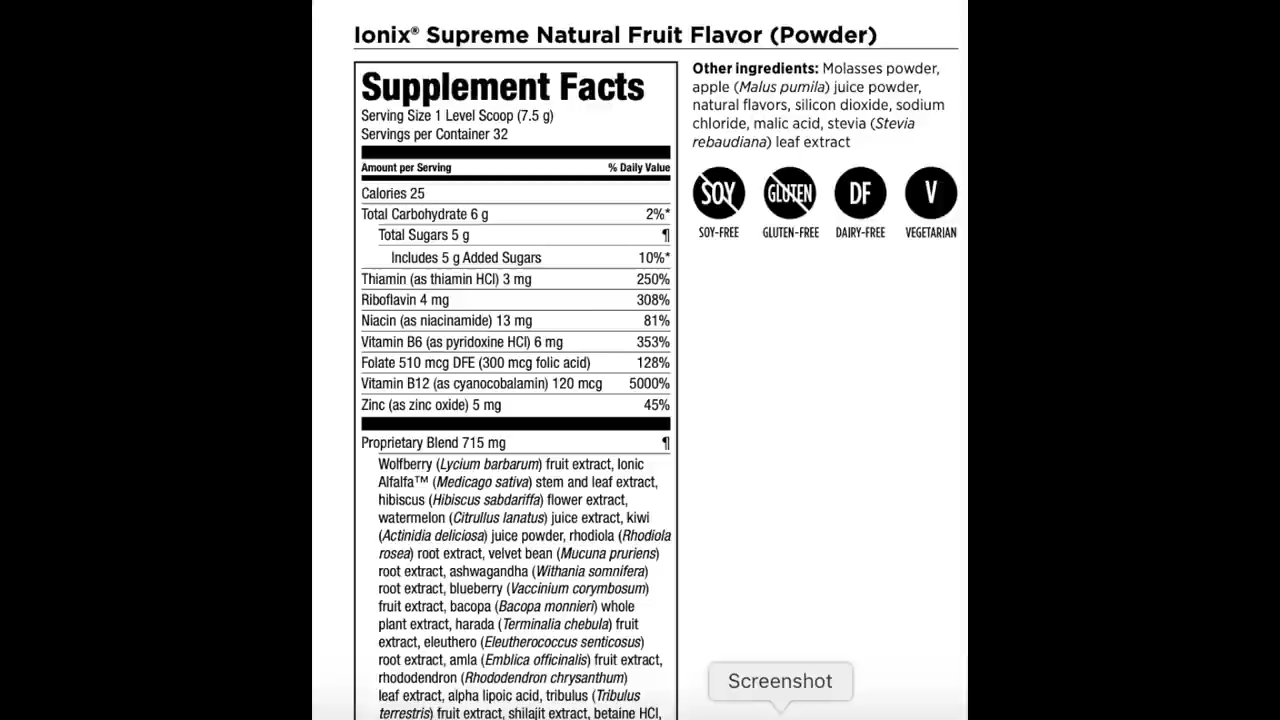 Ionix® Supreme Natural Fruit Flavor (Powder)
Supplement Facts
Serving Size 1 Level Scoop (7.5 g)
Servings per Container 32
Amount per Serving % Daily Value
Calories 25
Total Carbohydrate 6 g 2%*
Total Sugars 5 g ¶
Includes 5 g Added Sugars 10%*
Thiamin (as thiamin HCl) 3 mg 250%
Riboflavin 4 mg 308%
Niacin (as niacinamide) 13 mg 81%
Vitamin B6 (as pyridoxine HCl) 6 mg 353%
Folate 510 mcg DFE (300 mcg folic acid) 128%
Vitamin B12 (as cyanocobalamin) 120 mcg 5000%
Zinc (as zinc oxide) 5 mg 45%
Proprietary Blend 715 mg ¶
Wolfberry (Lycium barbarum) fruit extract, Ionic
Alfalfa™ (Medicago sativa) stem and leaf extract,
hibiscus (Hibiscus sabdariffa) flower extract,
watermelon (Citrullus lanatus) juice extract, kiwi
(Actinidia deliciosa) juice powder, rhodiola (Rhodiola
rosea) root extract, velvet bean (Mucuna pruriens)
root extract, ashwagandha (Withania somnifera)
root extract, blueberry (Vaccinium corymbosum)
fruit extract, bacopa (Bacopa monnieri) whole
plant extract, harada (Terminalia chebula) fruit
extract, eleuthero (Eleutherococcus senticosus)
root extract, amla (Emblica officinalis) fruit extract,
rhododendron (Rhododendron chrysanthum)
leaf extract, alpha lipoic acid, tribulus (Tribulus
terrestris) fruit extract, shilajit extract, betaine HCl,
Other ingredients: Molasses powder,
apple (Malus pumila) juice powder,
natural flavors, silicon dioxide, sodium
chloride, malic acid, stevia (Stevia
rebaudiana) leaf extract
SOY GLUTEN DF V
SOY-FREE GLUTEN-FREE DAIRY-FREE VEGETARIAN
Screenshot